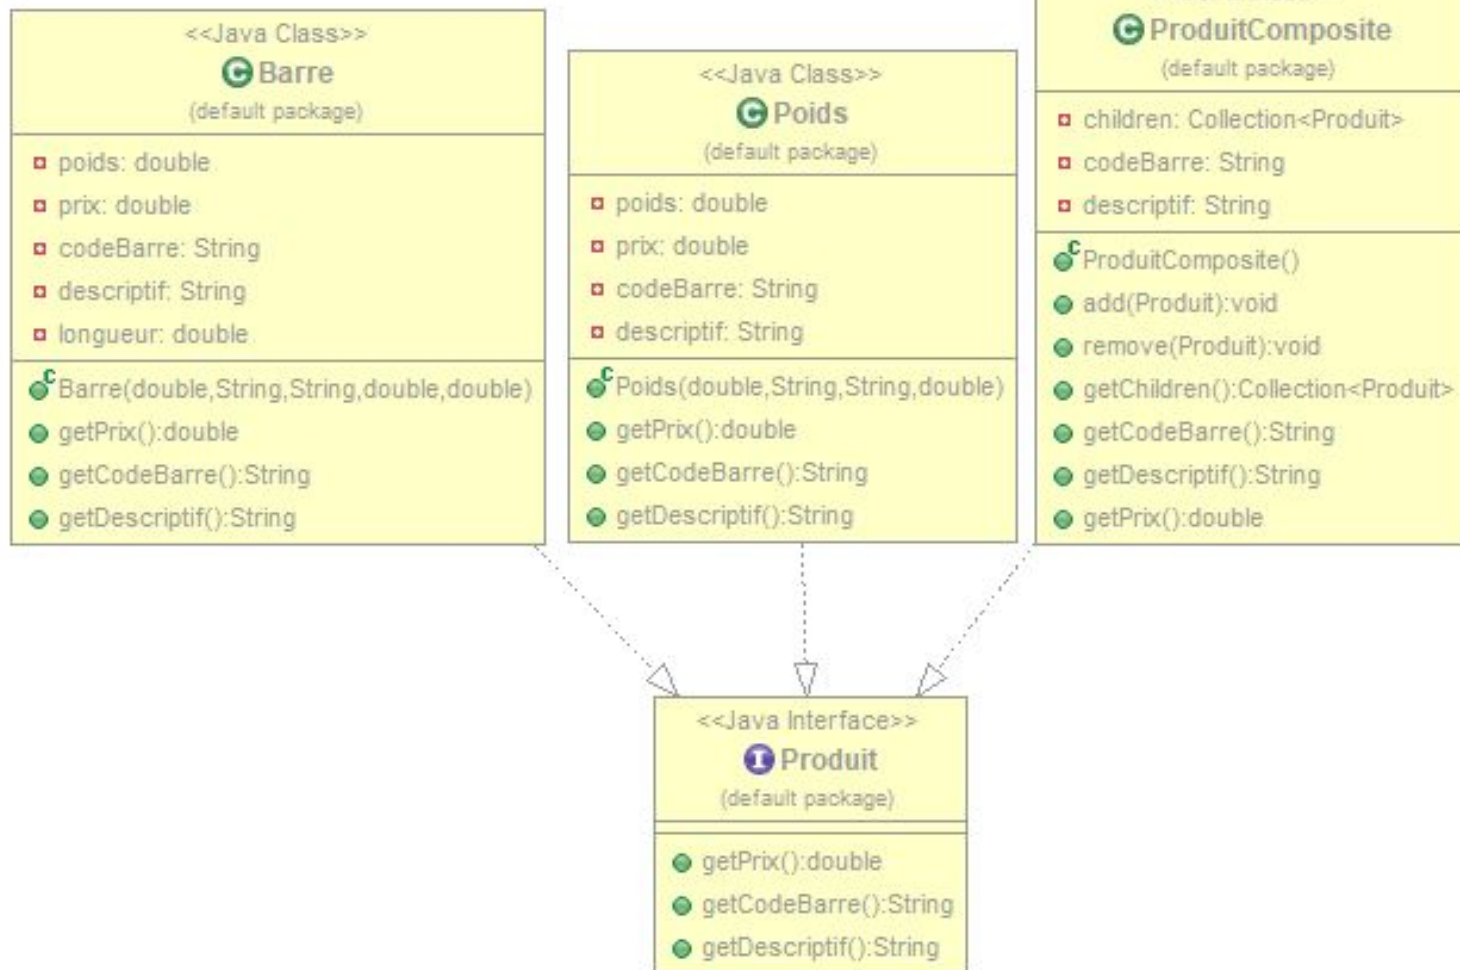 <<Java Class>>
Barre
(default package)
poids: double
prix: double
codeBarre: String
descriptif: String
longueur: double
Barre(double,String,String,double,double)
getPrix():double
getCodeBarre():String
getDescriptif():String
<<Java Class>>
Poids
(default package)
poids: double
prix: double
codeBarre: String
descriptif: String
Poids(double,String,String,double)
getPrix():double
getCodeBarre():String
getDescriptif():String
ProduitComposite
(default package)
children: Collection<Produit>
codeBarre: String
descriptif: String
ProduitComposite()
add(Produit):void
remove(Produit):void
getChildren():Collection<Produit>
getCodeBarre():String
getDescriptif():String
getPrix():double
<<Java Interface>>
Produit
(default package)
getPrix():double
getCodeBarre():String
getDescriptif():String